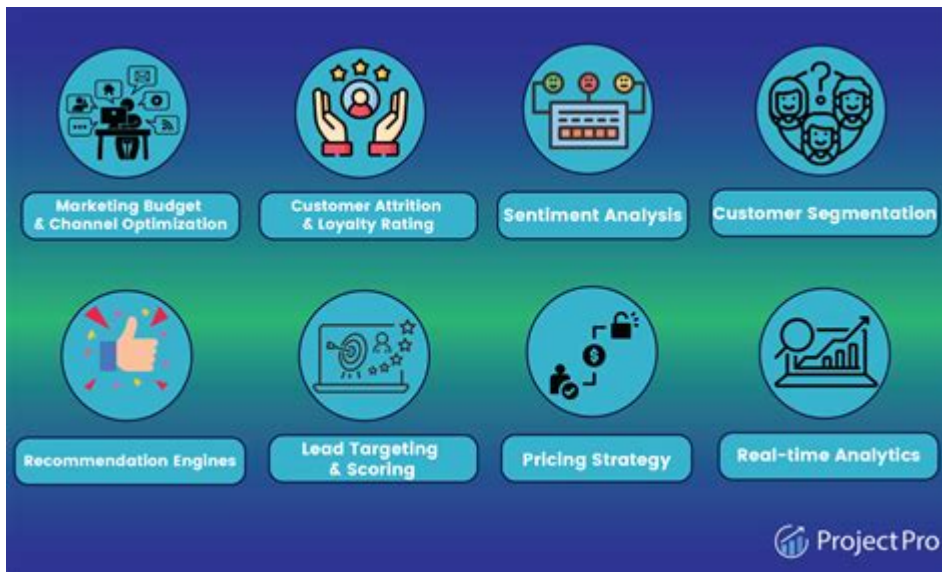 Marketing Budget
& Channel Optimization
Customer Attrition
& Loyalty Rating
Sentiment Analysis
Customer Segmentation
Recommendation Engines
Lead Targeting
& Scoring
Pricing Strategy
Real-time Analytics
ProjectPro